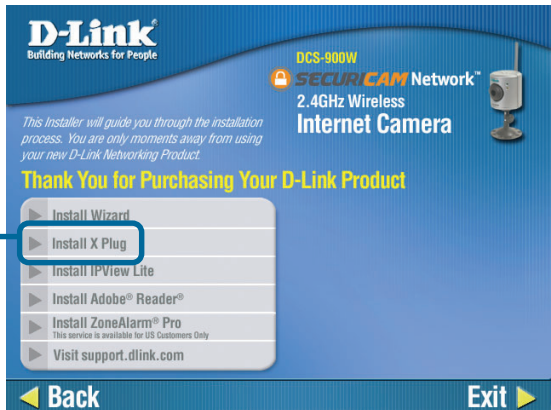 D-Link®
Building Networks for People
DCS-900W
SECURICAM Network™
2.4GHz Wireless
Internet Camera
This Installer will guide you through the installation
process. You are only moments away from using
your new D-Link Networking Product.
Thank You for Purchasing Your D-Link Product
Install Wizard
Install X Plug
Install IPView Lite
Install Adobe® Reader®
Install ZoneAlarm® Pro
This service is available for US Customers Only
Visit support.dlink.com
Back
Exit